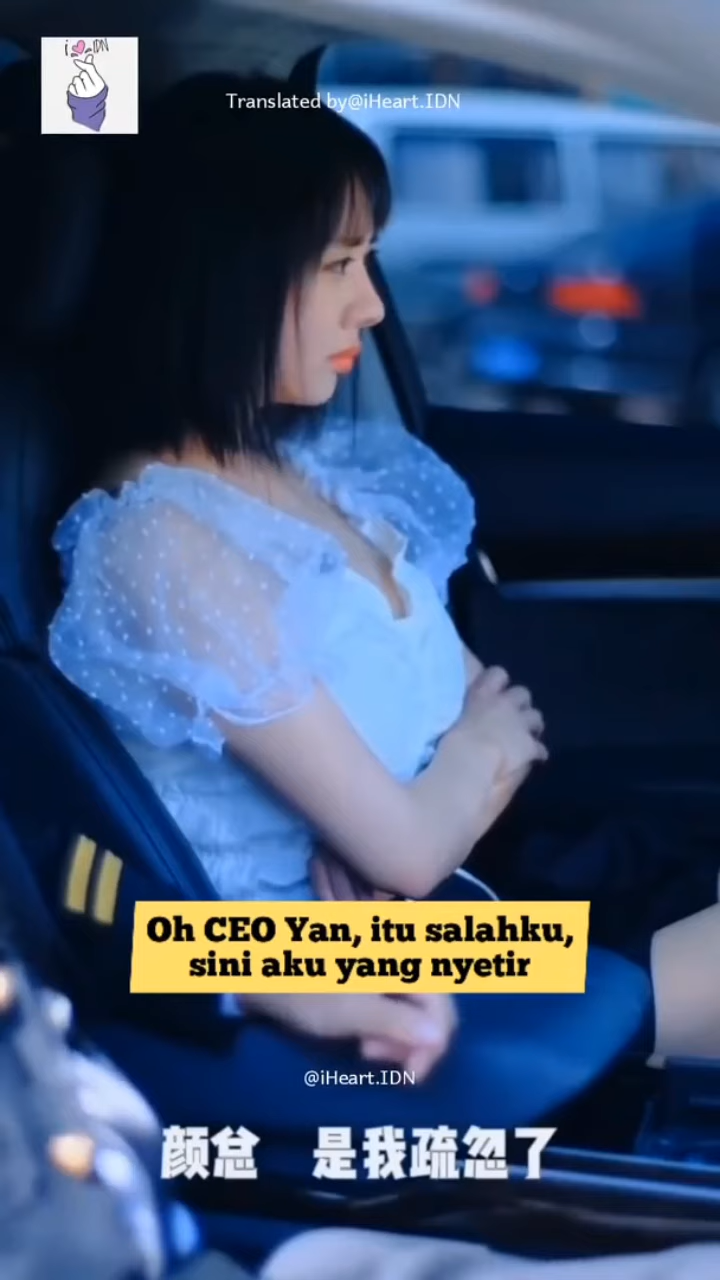 i IDN
Translated by@iHeart.IDN
Oh CEO Yan, itu salahku,
sini aku yang nyetir
@iHeart.IDN
颜总 是我疏忽了